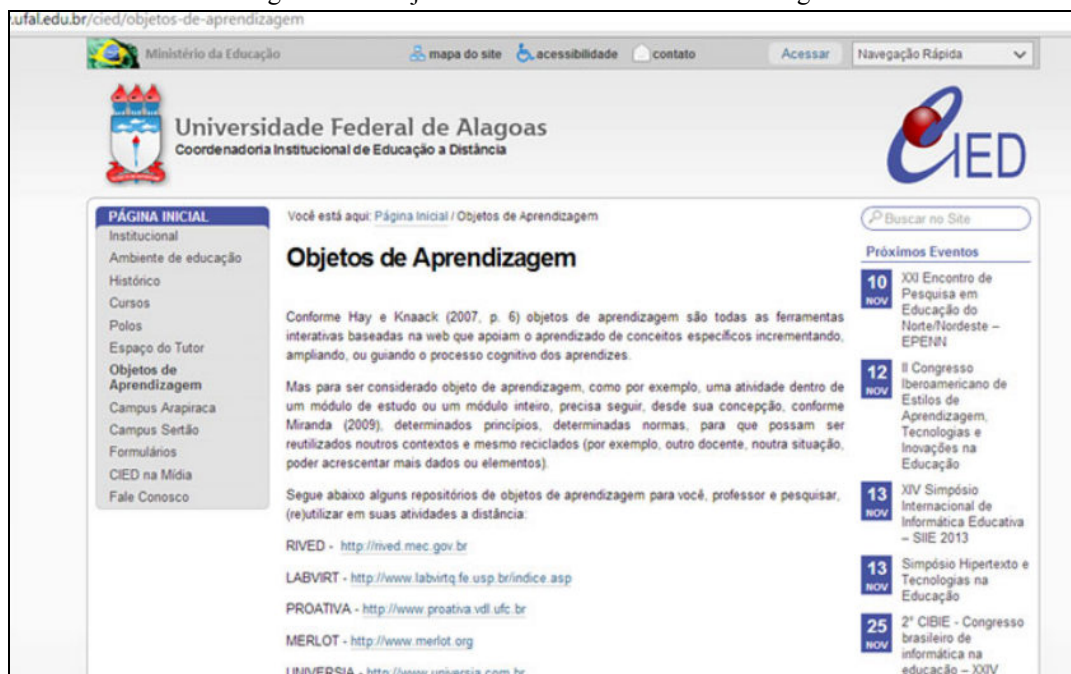 .ufal.edu.br/cied/objetos-de-aprendizagem
Ministério da Educação
mapa do site
acessibilidade
contato
Acessar
Navegação Rápida
Universidade Federal de Alagoas
Coordenadoria Institucional de Educação a Distância
CIED
PÁGINA INICIAL
Institucional
Ambiente de educação
Histórico
Cursos
Polos
Espaço do Tutor
Objetos de
Aprendizagem
Campus Arapiraca
Campus Sertão
Formulários
CIED na Mídia
Fale Conosco
Você está aqui: Página Inicial / Objetos de Aprendizagem
Objetos de Aprendizagem
Conforme Hay e Knaack (2007, p. 6) objetos de aprendizagem são todas as ferramentas
interativas baseadas na web que apoiam o aprendizado de conceitos específicos incrementando,
ampliando, ou guiando o processo cognitivo dos aprendizes.
Mas para ser considerado objeto de aprendizagem, como por exemplo, uma atividade dentro de
um módulo de estudo ou um módulo inteiro, precisa seguir, desde sua concepção, conforme
Miranda (2009), determinados princípios, determinadas normas, para que possam ser
reutilizados noutros contextos e mesmo reciclados (por exemplo, outro docente, noutra situação,
poder acrescentar mais dados ou elementos).
Segue abaixo alguns repositórios de objetos de aprendizagem para você, professor e pesquisar,
(re)utilizar em suas atividades a distância:
RIVED - http://rived.mec.gov.br
LABVIRT - http://www.labvirtq.fe.usp.br/indice.asp
PROATIVA - http://www.proativa.vdl.ufc.br
MERLOT - http://www.merlot.org
UNIVERSIA - http://www.universia.com.br
Buscar no Site
Próximos Eventos
10
NOV
XXI Encontro de
Pesquisa em
Educação do
Norte/Nordeste –
EPENN
12
NOV
II Congresso
Iberoamericano de
Estilos de
Aprendizagem,
Tecnologias e
Inovações na
Educação
13
NOV
XIV Simpósio
Internacional de
Informática Educativa
– SIIE 2013
13
NOV
Simpósio Hipertexto e
Tecnologias na
Educação
25
NOV
2° CIBIE - Congresso
brasileiro de
informática na
educação – XXIV